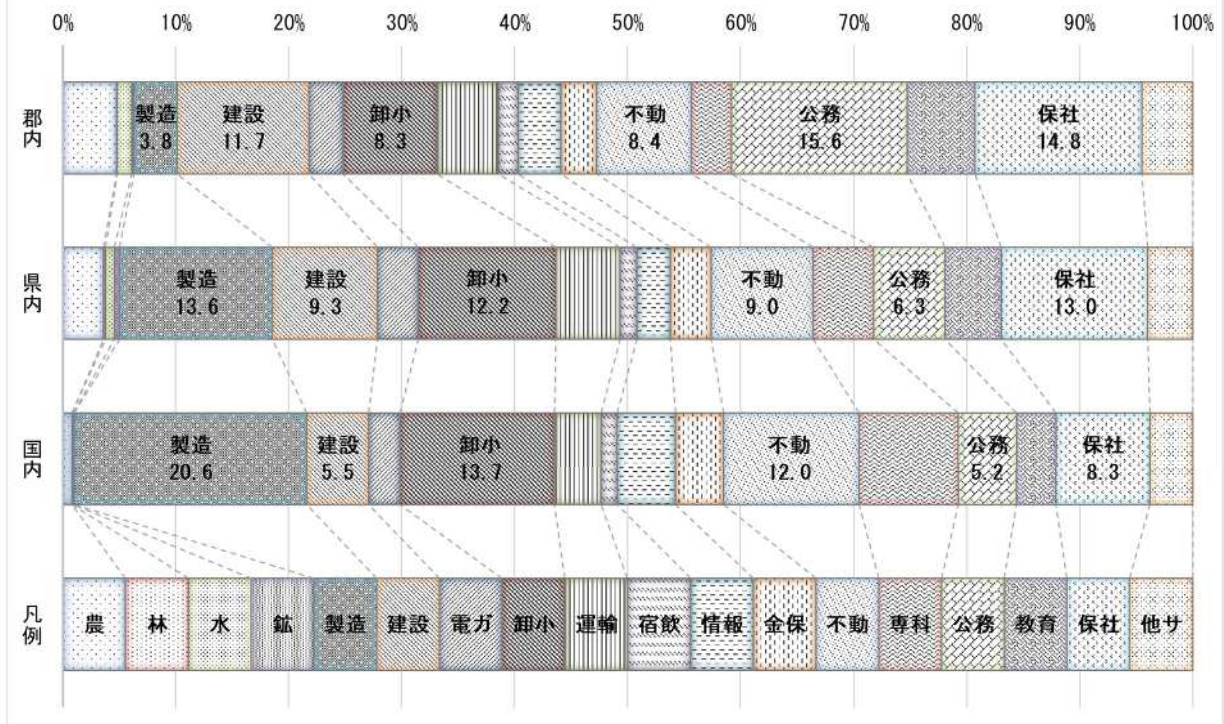 0% 10% 20% 30% 40% 50% 60% 70% 80% 90% 100%
郡内
製造 建設 卸小 不動 公務 保社
3.8 11.7 8.3 8.4 15.6 14.8
県内
製造 建設 卸小 不動 公務 保社
13.6 9.3 12.2 9.0 6.3 13.0
国内
製造 建設 卸小 不動 公務 保社
20.6 5.5 13.7 12.0 5.2 8.3
凡例
農 林 水 鉱 製造 建設 電ガ 卸小 運輸 宿飲 情報 金保 不動 専科 公務 教育 保社 他サ